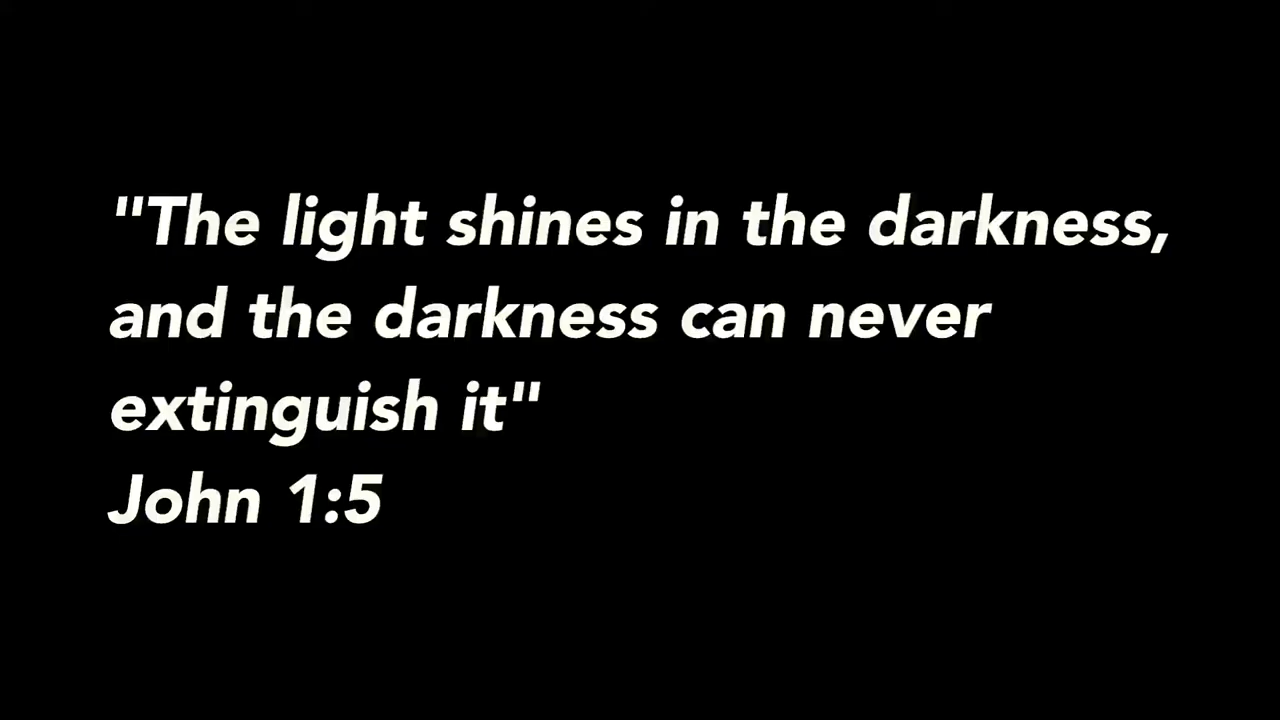 "The light shines in the darkness,
and the darkness can never
extinguish it"
John 1:5